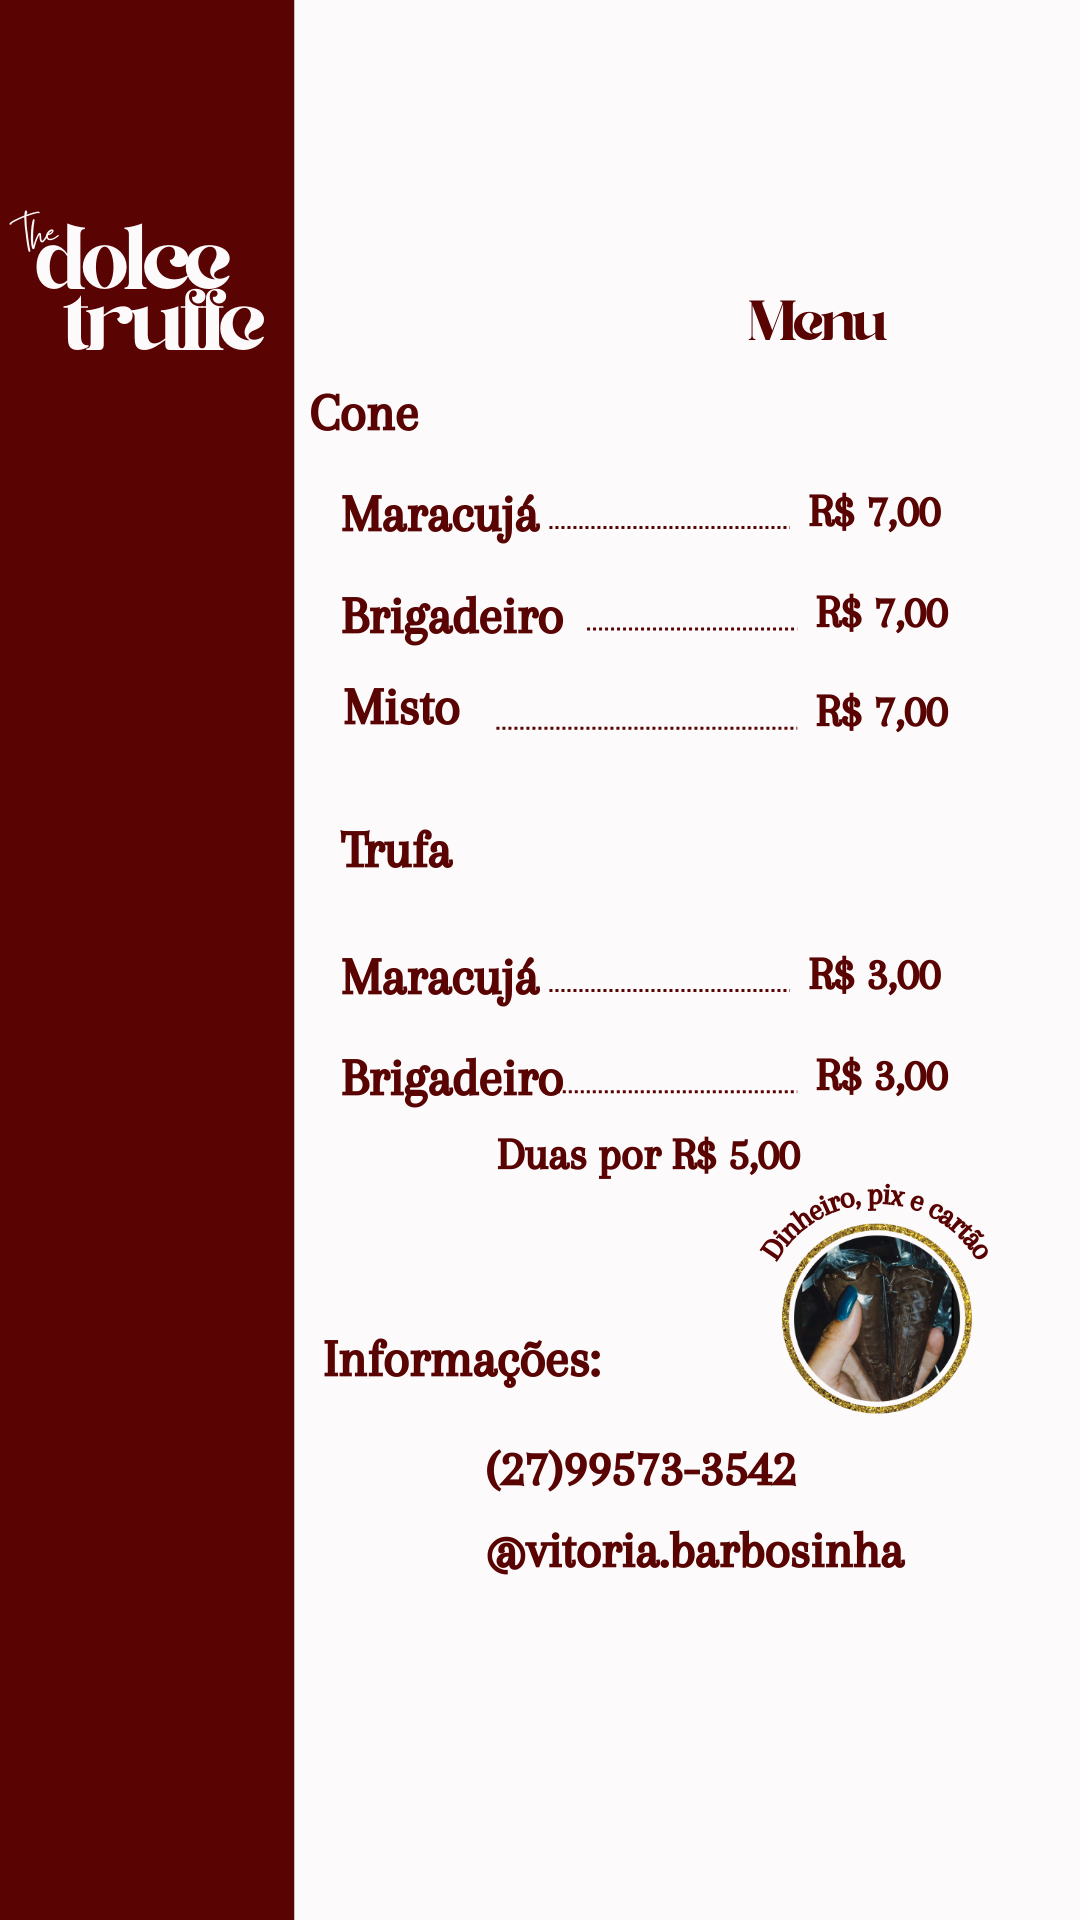 The
dolce
truffe
Menu
Cone
Maracujá ........ R$ 7,00
Brigadeiro ........ R$ 7,00
Misto ........ R$ 7,00
Trufa
Maracujá ........ R$ 3,00
Brigadeiro ........ R$ 3,00
Duas por R$ 5,00
Dinheiro, pix e cartão
Informações:
(27)99573-3542
@vitoria.barbosinha